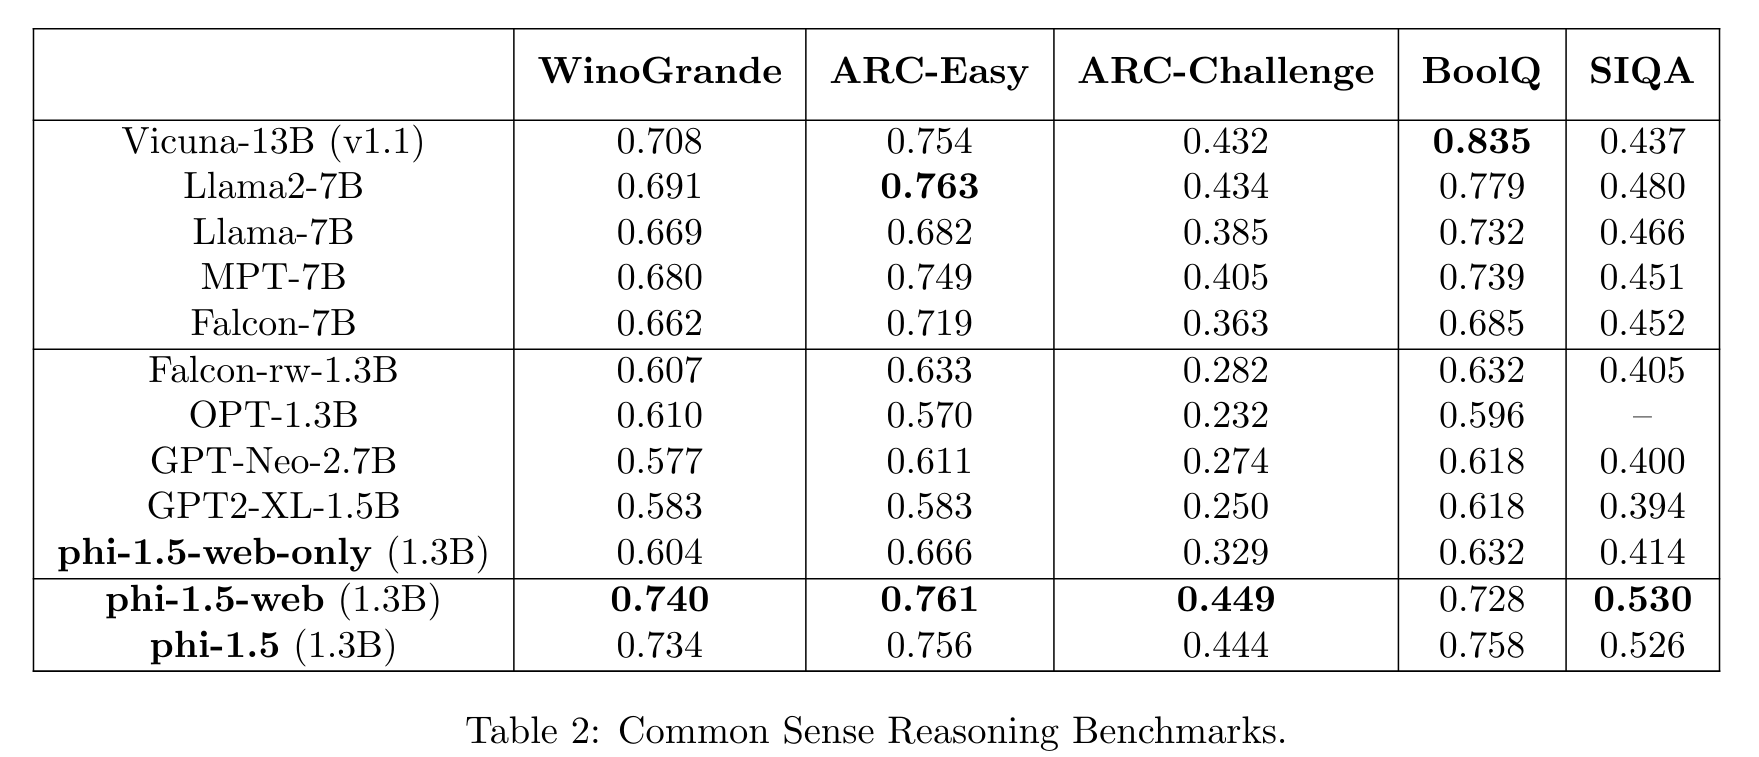 WinoGrande ARC-Easy ARC-Challenge BoolQ SIQA
Vicuna-13B (v1.1) 0.708 0.754 0.432 0.835 0.437
Llama2-7B 0.691 0.763 0.434 0.779 0.480
Llama-7B 0.669 0.682 0.385 0.732 0.466
MPT-7B 0.680 0.749 0.405 0.739 0.451
Falcon-7B 0.662 0.719 0.363 0.685 0.452
Falcon-rw-1.3B 0.607 0.633 0.282 0.632 0.405
OPT-1.3B 0.610 0.570 0.232 0.596 –
GPT-Neo-2.7B 0.577 0.611 0.274 0.618 0.400
GPT2-XL-1.5B 0.583 0.583 0.250 0.618 0.394
phi-1.5-web-only (1.3B) 0.604 0.666 0.329 0.632 0.414
phi-1.5-web (1.3B) 0.740 0.761 0.449 0.728 0.530
phi-1.5 (1.3B) 0.734 0.756 0.444 0.758 0.526
Table 2: Common Sense Reasoning Benchmarks.